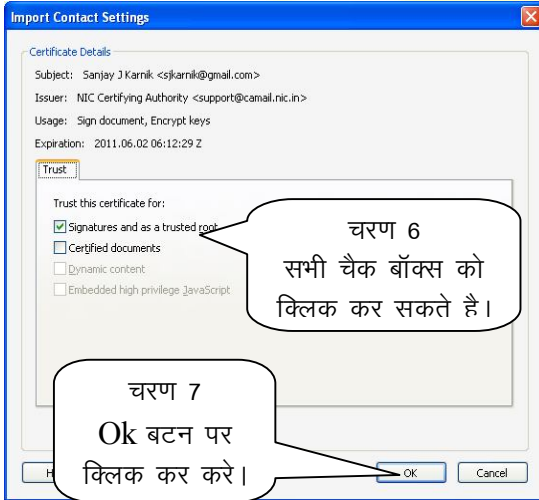 Import Contact Settings
Certificate Details
Subject: Sanjay J Karnik <sjkarnik@gmail.com>
Issuer: NIC Certifying Authority <support@camail.nic.in>
Usage: Sign document, Encrypt keys
Expiration: 2011.06.02 06:12:29 Z
Trust
Trust this certificate for:
Signatures and as a trusted root
Certified documents
Dynamic content
Embedded high privilege JavaScript
चरण 6
सभी चैक बॉक्स को
क्लिक कर सकते है।
चरण 7
Ok बटन पर
क्लिक कर करे।
OK
Cancel